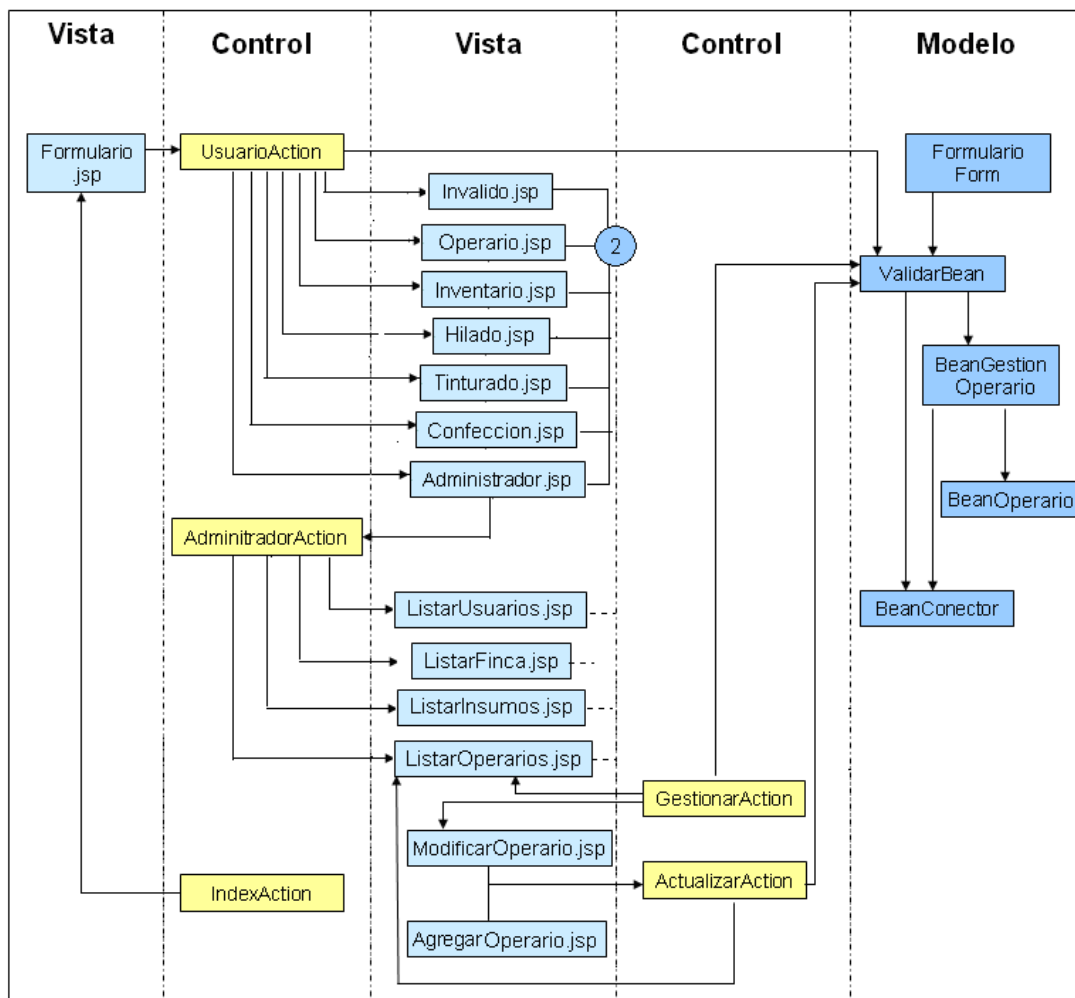 Vista
Control
Vista
Control
Modelo
Formulario
.jsp
UsuarioAction
Formulario
Form
Invalido.jsp
Operario.jsp
2
ValidarBean
Inventario.jsp
Hilado.jsp
BeanGestion
Operario
Tinturado.jsp
Confeccion.jsp
Administrador.jsp
BeanOperario
AdminitradorAction
ListarUsuarios.jsp
BeanConector
ListarFinca.jsp
ListarInsumos.jsp
ListarOperarios.jsp
GestionarAction
ModificarOperario.jsp
IndexAction
ActualizarAction
AgregarOperario.jsp